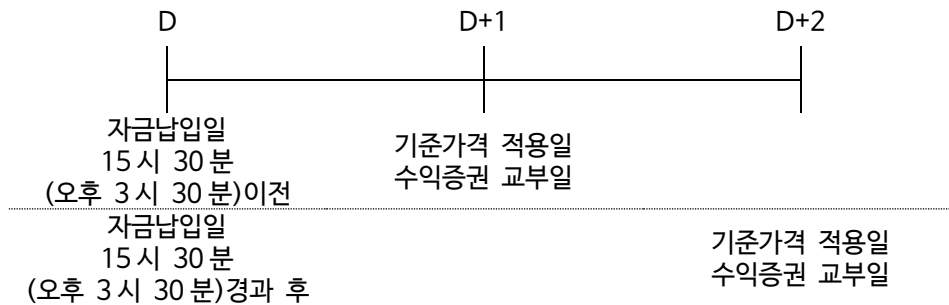 D D+1 D+2
자금납입일
15시 30분
(오후 3시 30분)이전
기준가격 적용일
수익증권 교부일
자금납입일
15시 30분
(오후 3시 30분)경과 후
기준가격 적용일
수익증권 교부일